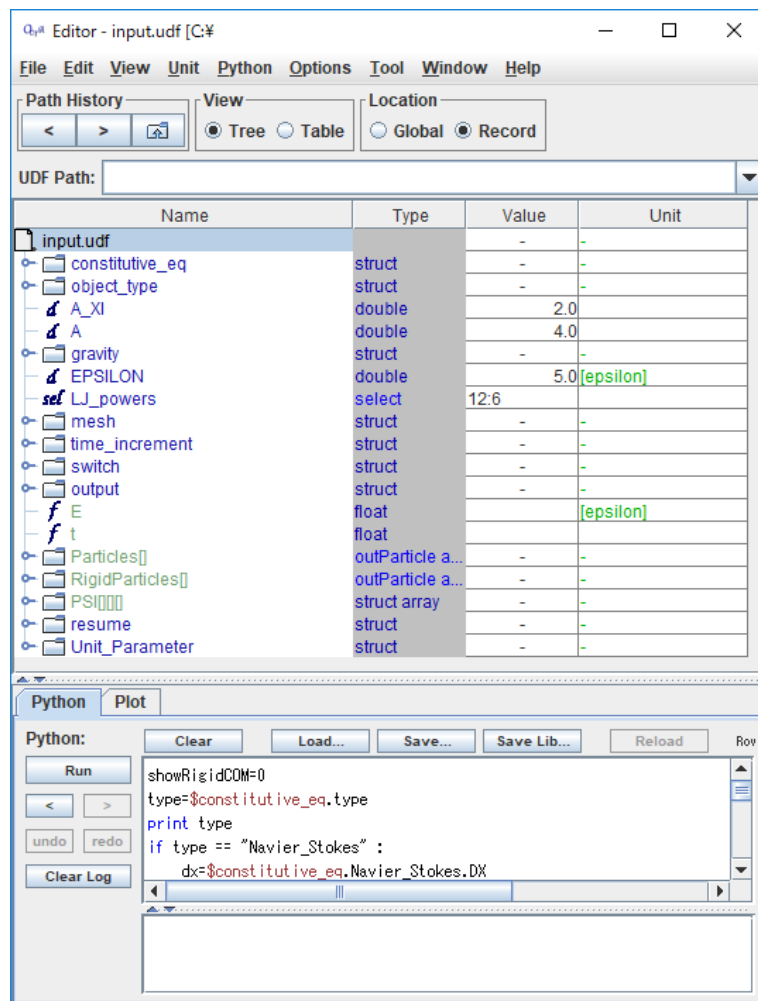 Editor - input.udf [C:¥
File Edit View Unit Python Options Tool Window Help
Path History View Location
< > Tree Table Global Record
UDF Path:
Name Type Value Unit
input.udf - -
constitutive_eq struct - -
object_type struct - -
d A_XI double 2.0
d A double 4.0
gravity struct - -
d EPSILON double 5.0 [epsilon]
sel LJ_powers select 12:6
mesh struct - -
time_increment struct - -
switch struct - -
output struct - -
f E float [epsilon]
f t float
Particles[] outParticle a... - -
RigidParticles[] outParticle a... - -
PSI[][][] struct array - -
resume struct - -
Unit_Parameter struct - -
Python Plot
Python: Clear Load... Save... Save Lib... Reload Rov
Run
< >
undo redo
Clear Log
showRigidCOM=0
type=$constitutive_eq.type
print type
if type == "Navier_Stokes" :
dx=$constitutive_eq.Navier_Stokes.DX